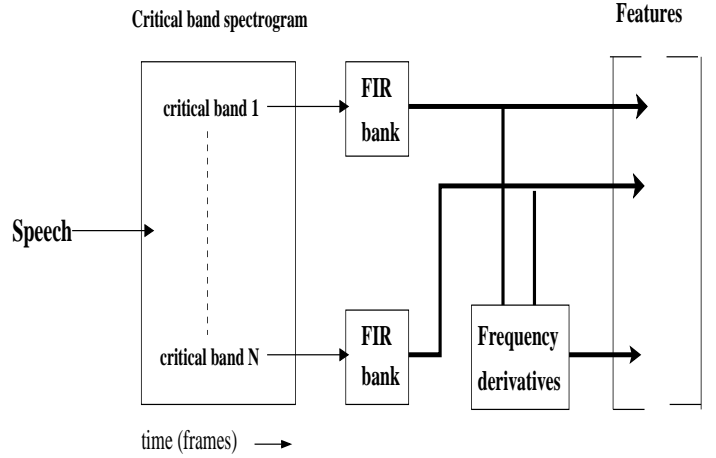 Critical band spectrogram
Features
FIR
bank
critical band 1
Speech
critical band N
FIR
bank
Frequency
derivatives
time (frames)